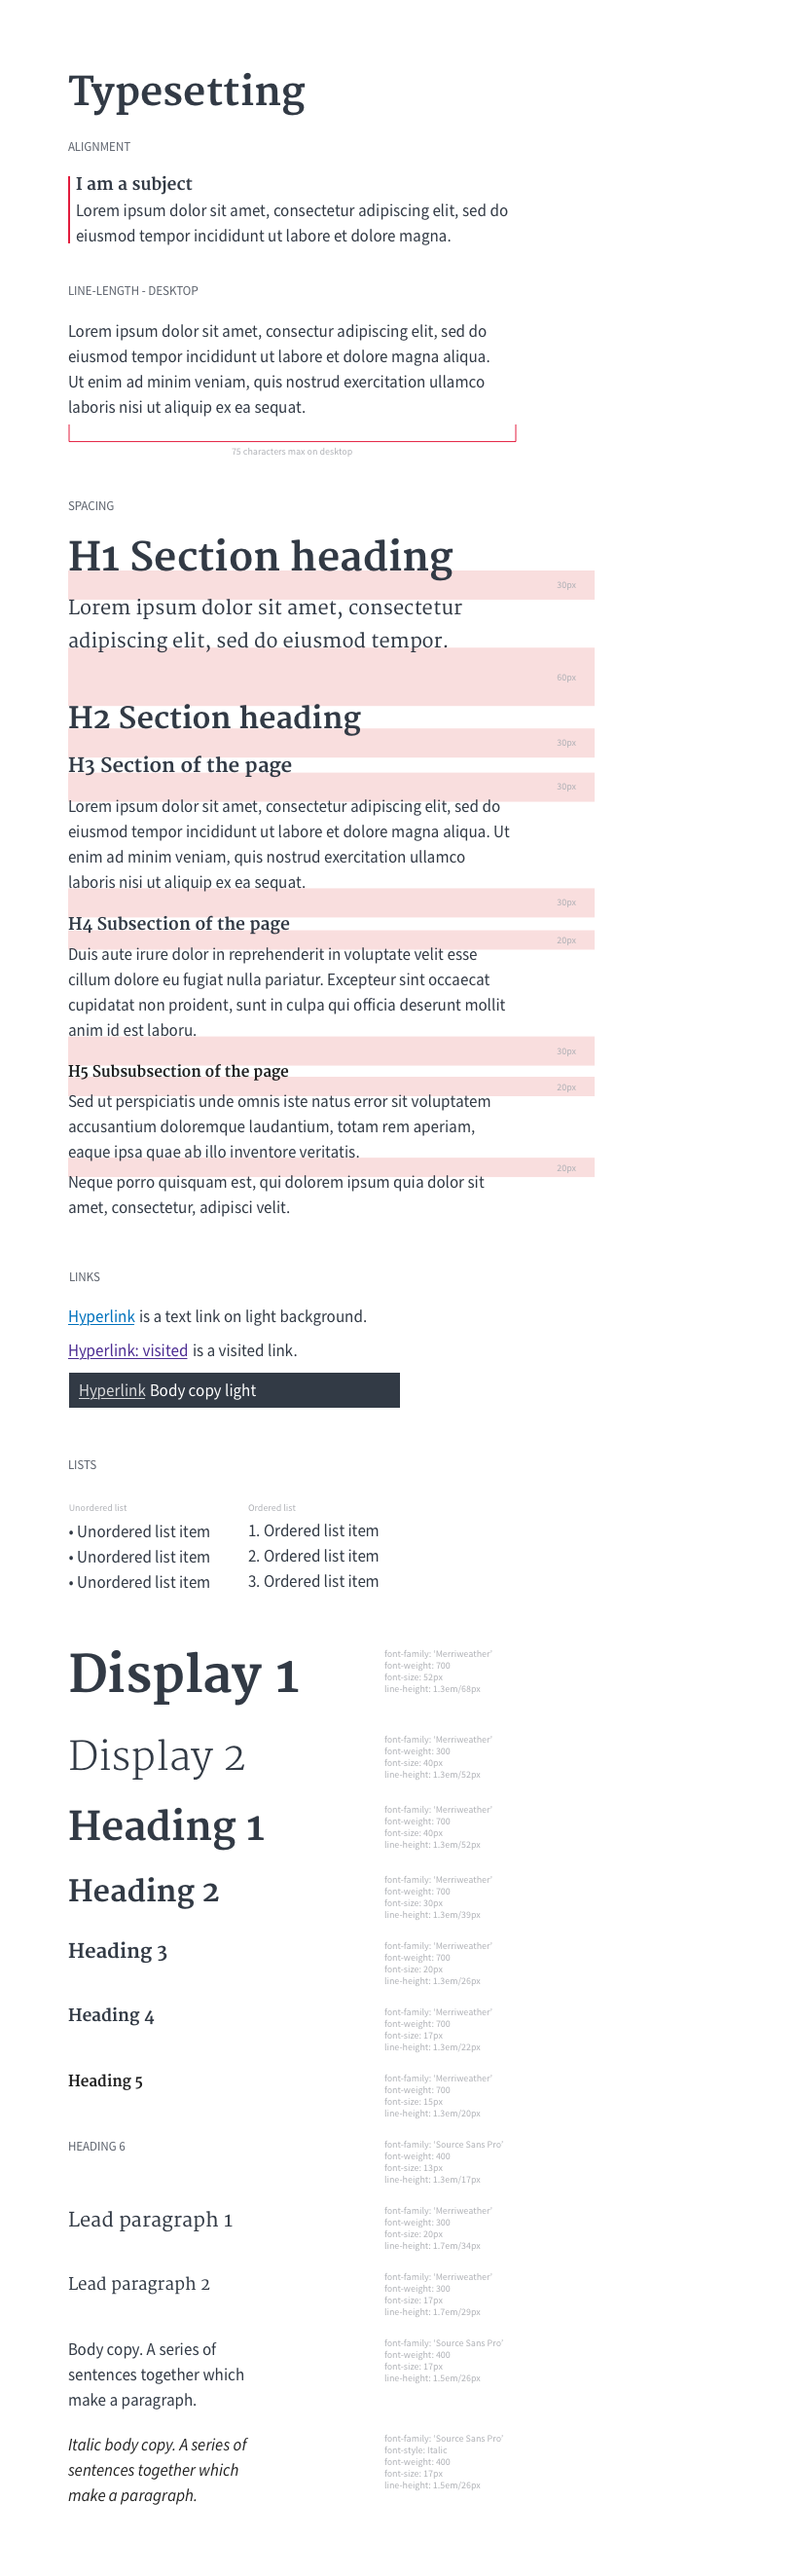 Typesetting
ALIGNMENT
I am a subject
Lorem ipsum dolor sit amet, consectetur adipiscing elit, sed do
eiusmod tempor incididunt ut labore et dolore magna.
LINE-LENGTH - DESKTOP
Lorem ipsum dolor sit amet, consectur adipiscing elit, sed do
eiusmod tempor incididunt ut labore et dolore magna aliqua.
Ut enim ad minim veniam, quis nostrud exercitation ullamco
laboris nisi ut aliquip ex ea sequat.
75 characters max on desktop
SPACING
H1 Section heading
30px
Lorem ipsum dolor sit amet, consectetur
adipiscing elit, sed do eiusmod tempor.
60px
H2 Section heading
30px
H3 Section of the page
30px
Lorem ipsum dolor sit amet, consectetur adipiscing elit, sed do
eiusmod tempor incididunt ut labore et dolore magna aliqua. Ut
enim ad minim veniam, quis nostrud exercitation ullamco
laboris nisi ut aliquip ex ea sequat.
30px
H4 Subsection of the page
20px
Duis aute irure dolor in reprehenderit in voluptate velit esse
cillum dolore eu fugiat nulla pariatur. Excepteur sint occaecat
cupidatat non proident, sunt in culpa qui officia deserunt mollit
anim id est laboru.
30px
H5 Subsubsection of the page
20px
Sed ut perspiciatis unde omnis iste natus error sit voluptatem
accusantium doloremque laudantium, totam rem aperiam,
eaque ipsa quae ab illo inventore veritatis.
20px
Neque porro quisquam est, qui dolorem ipsum quia dolor sit
amet, consectetur, adipisci velit.
LINKS
Hyperlink is a text link on light background.
Hyperlink: visited is a visited link.
Hyperlink Body copy light
LISTS
Unordered list
• Unordered list item
• Unordered list item
• Unordered list item
Ordered list
1. Ordered list item
2. Ordered list item
3. Ordered list item
Display 1
font-family: 'Merriweather'
font-weight: 700
font-size: 52px
line-height: 1.3em/68px
Display 2
font-family: 'Merriweather'
font-weight: 300
font-size: 40px
line-height: 1.3em/52px
Heading 1
font-family: 'Merriweather'
font-weight: 700
font-size: 40px
line-height: 1.3em/52px
Heading 2
font-family: 'Merriweather'
font-weight: 700
font-size: 30px
line-height: 1.3em/39px
Heading 3
font-family: 'Merriweather'
font-weight: 700
font-size: 20px
line-height: 1.3em/26px
Heading 4
font-family: 'Merriweather'
font-weight: 700
font-size: 17px
line-height: 1.3em/22px
Heading 5
font-family: 'Merriweather'
font-weight: 700
font-size: 15px
line-height: 1.3em/20px
HEADING 6
font-family: 'Source Sans Pro'
font-weight: 400
font-size: 13px
line-height: 1.3em/17px
Lead paragraph 1
font-family: 'Merriweather'
font-weight: 300
font-size: 20px
line-height: 1.7em/34px
Lead paragraph 2
font-family: 'Merriweather'
font-weight: 300
font-size: 17px
line-height: 1.7em/29px
Body copy. A series of
sentences together which
make a paragraph.
font-family: 'Source Sans Pro'
font-weight: 400
font-size: 17px
line-height: 1.5em/26px
Italic body copy. A series of
sentences together which
make a paragraph.
font-family: 'Source Sans Pro'
font-style: Italic
font-weight: 400
font-size: 17px
line-height: 1.5em/26px